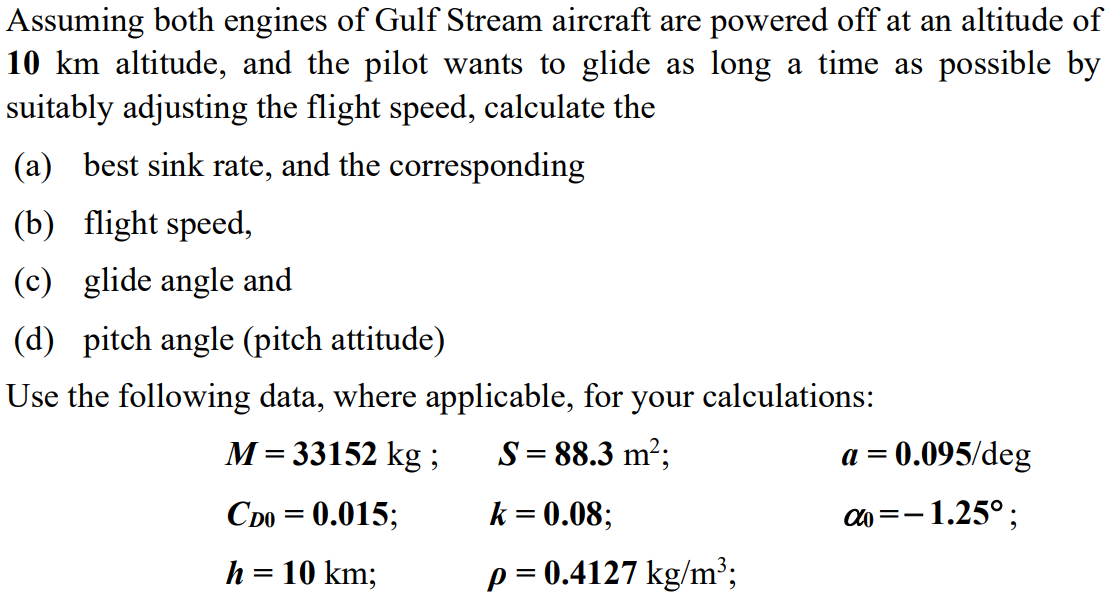 Assuming both engines of Gulf Stream aircraft are powered off at an altitude of
10 km altitude, and the pilot wants to glide as long a time as possible by
suitably adjusting the flight speed, calculate the
(a) best sink rate, and the corresponding
(b) flight speed,
(c) glide angle and
(d) pitch angle (pitch attitude)
Use the following data, where applicable, for your calculations:
M = 33152 kg ; S = 88.3 m²; a = 0.095/deg
C_D0 = 0.015; k = 0.08; α0 = – 1.25° ;
h = 10 km; ρ = 0.4127 kg/m³;